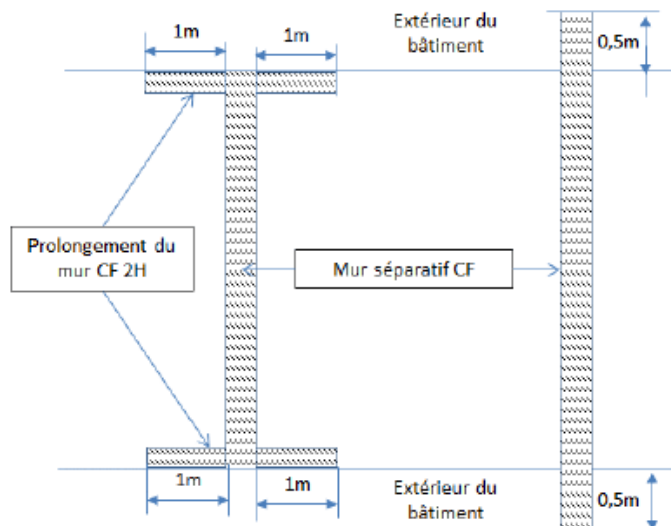 1m
1m
Extérieur du
bâtiment
0,5m
Prolongement du
mur CF 2H
Mur séparatif CF
1m
1m
Extérieur du
bâtiment
0,5m